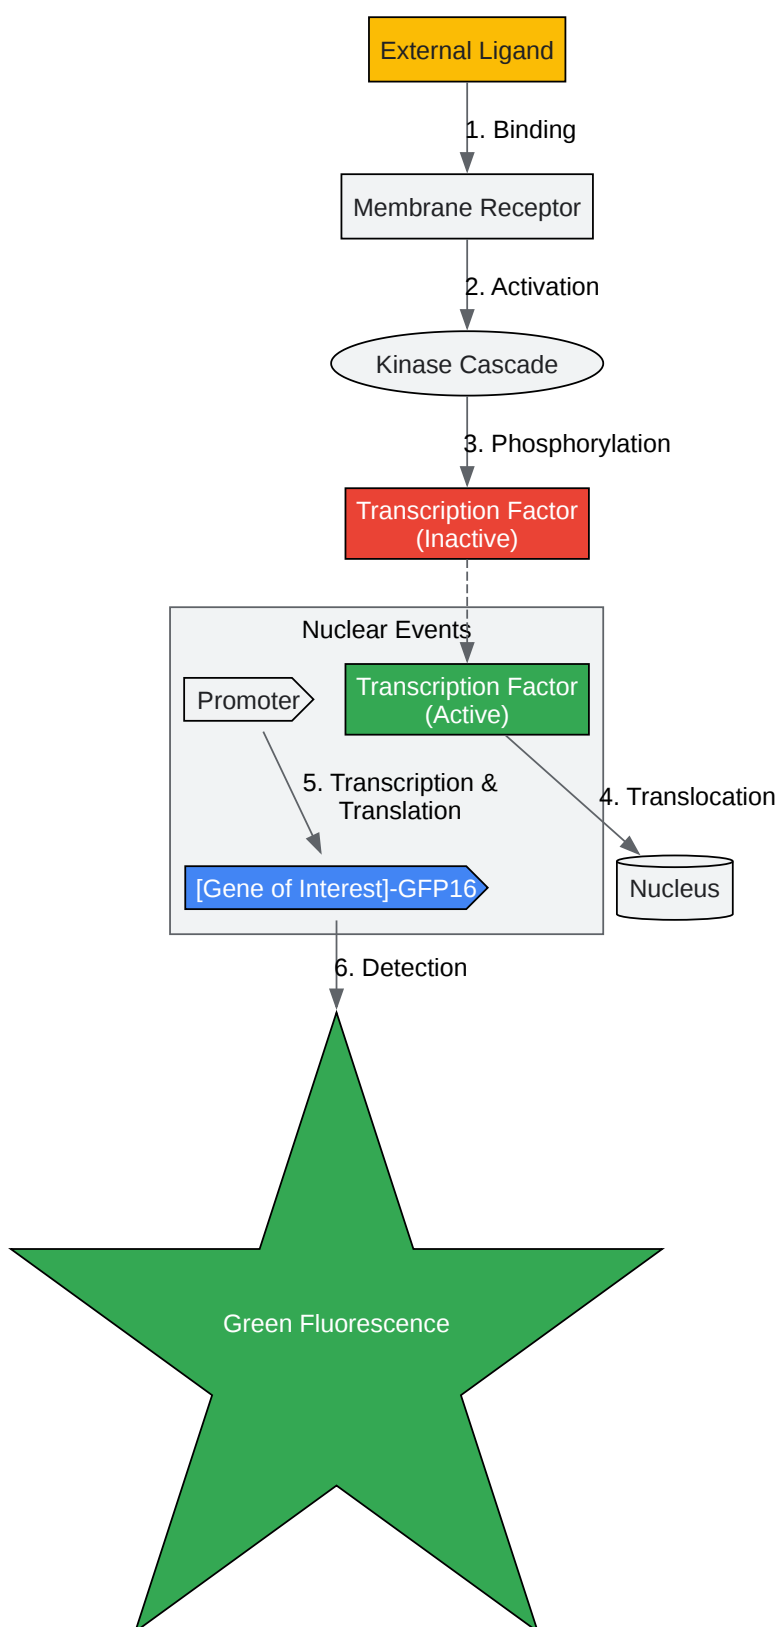 External Ligand
1. Binding
Membrane Receptor
2. Activation
Kinase Cascade
3. Phosphorylation
Transcription Factor
(Inactive)
Nuclear Events
Promoter
Transcription Factor
(Active)
5. Transcription &
Translation
4. Translocation
[Gene of Interest]-GFP16
Nucleus
6. Detection
Green Fluorescence